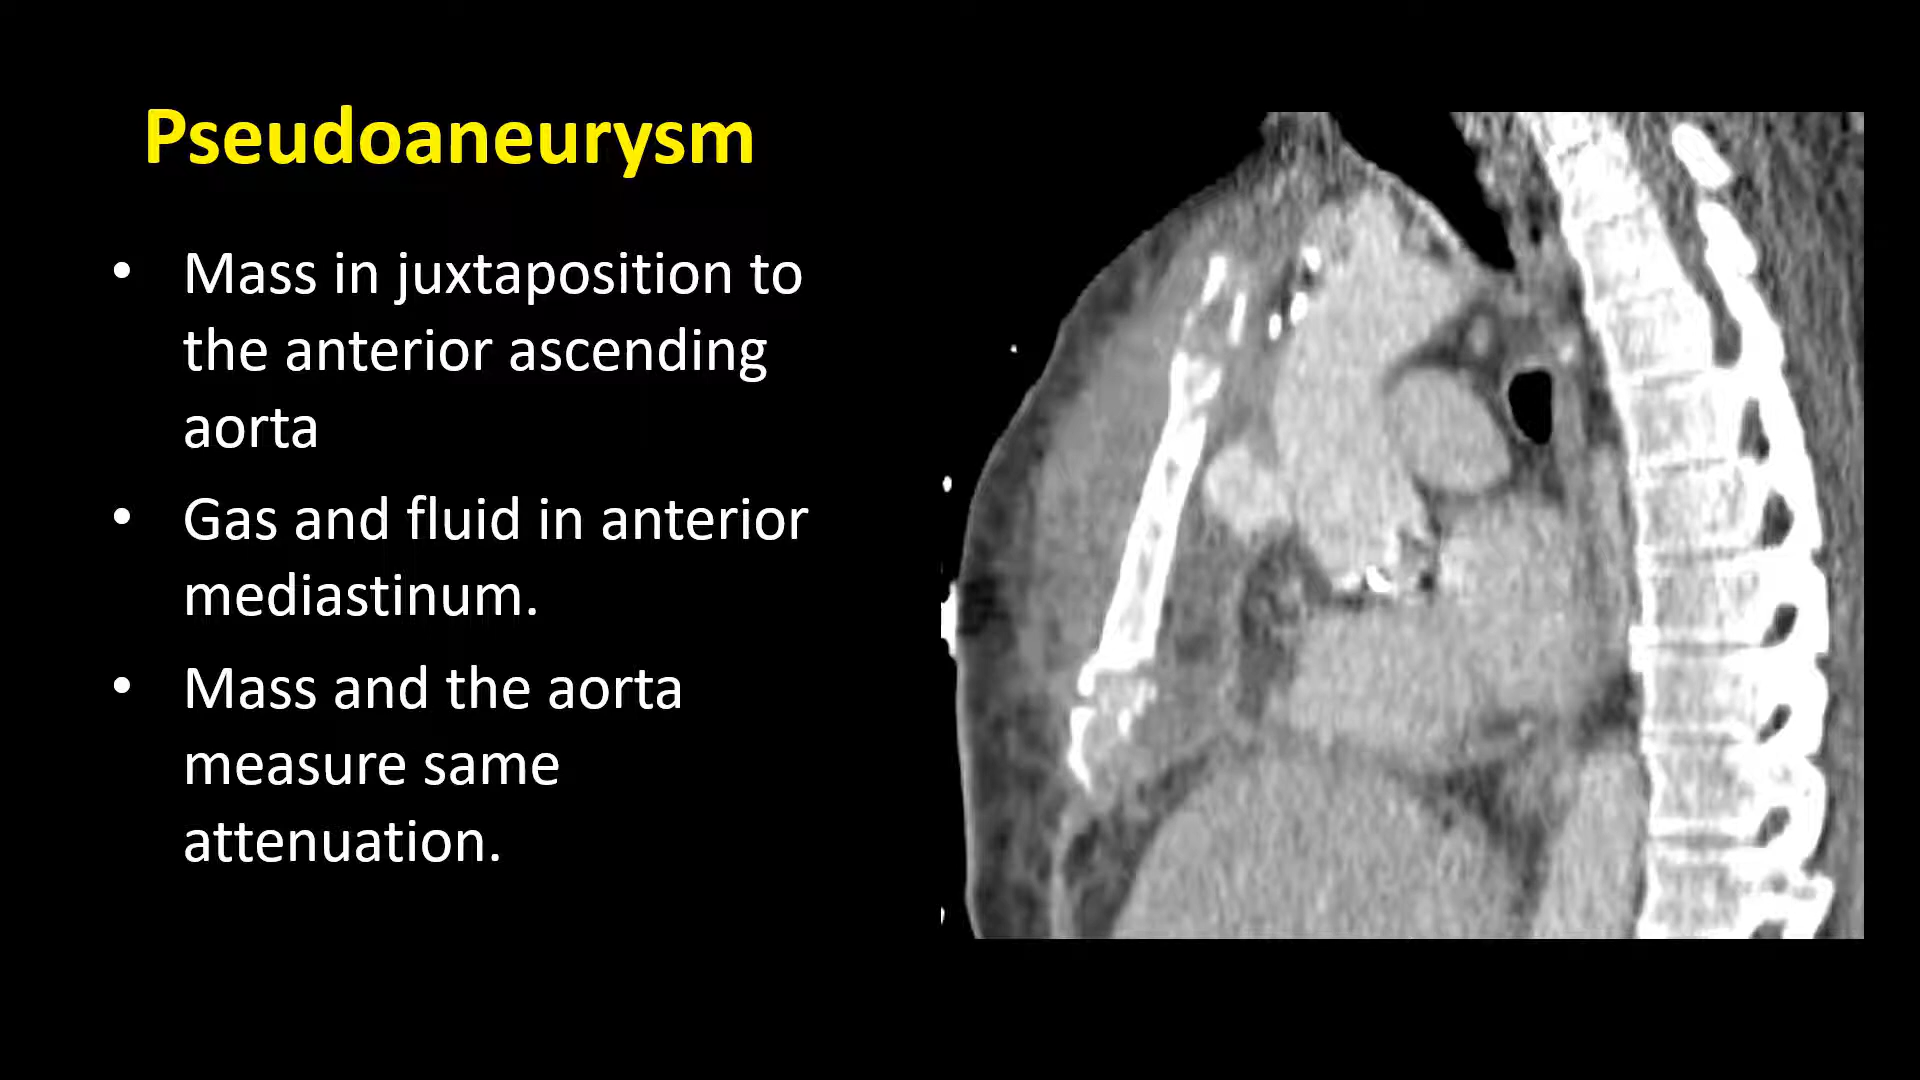 Pseudoaneurysm
• Mass in juxtaposition to
the anterior ascending
aorta
• Gas and fluid in anterior
mediastinum.
• Mass and the aorta
measure same
attenuation.